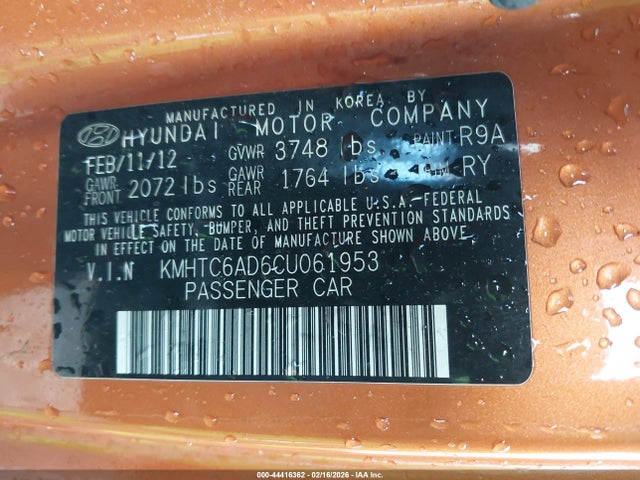 MANUFACTURED IN KOREA BY
HYUNDAI MOTOR COMPANY
FEB/11/12 GVWR 3748 lbs PAINT R9A
GAWR FRONT 2072 lbs GAWR REAR 1764 lbs TRIM RY
THIS VEHICLE CONFORMS TO ALL APPLICABLE U.S.A. FEDERAL
MOTOR VEHICLE SAFETY, BUMPER, AND THEFT PREVENTION STANDARDS
IN EFFECT ON THE DATE OF MANUFACTURE SHOWN ABOVE.
V.I.N KMHTC6AD6CU061953
PASSENGER CAR
000-44416362 - 02/16/2026 - IAA Inc.